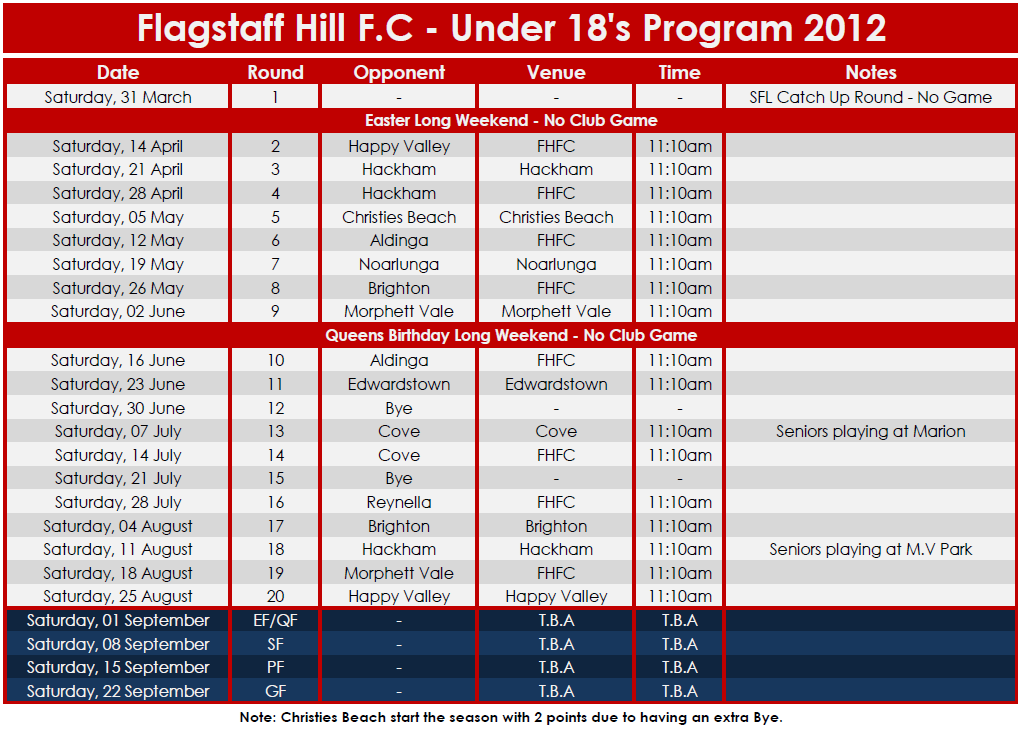 Flagstaff Hill F.C - Under 18's Program 2012
Date Round Opponent Venue Time Notes
Saturday, 31 March 1 - - - SFL Catch Up Round - No Game
Easter Long Weekend - No Club Game
Saturday, 14 April 2 Happy Valley FHFC 11:10am
Saturday, 21 April 3 Hackham Hackham 11:10am
Saturday, 28 April 4 Hackham FHFC 11:10am
Saturday, 05 May 5 Christies Beach Christies Beach 11:10am
Saturday, 12 May 6 Aldinga FHFC 11:10am
Saturday, 19 May 7 Noarlunga Noarlunga 11:10am
Saturday, 26 May 8 Brighton FHFC 11:10am
Saturday, 02 June 9 Morphett Vale Morphett Vale 11:10am
Queens Birthday Long Weekend - No Club Game
Saturday, 16 June 10 Aldinga FHFC 11:10am
Saturday, 23 June 11 Edwardstown Edwardstown 11:10am
Saturday, 30 June 12 Bye - -
Saturday, 07 July 13 Cove Cove 11:10am Seniors playing at Marion
Saturday, 14 July 14 Cove FHFC 11:10am
Saturday, 21 July 15 Bye - -
Saturday, 28 July 16 Reynella FHFC 11:10am
Saturday, 04 August 17 Brighton Brighton 11:10am
Saturday, 11 August 18 Hackham Hackham 11:10am Seniors playing at M.V Park
Saturday, 18 August 19 Morphett Vale FHFC 11:10am
Saturday, 25 August 20 Happy Valley Happy Valley 11:10am
Saturday, 01 September EF/QF - T.B.A T.B.A
Saturday, 08 September SF - T.B.A T.B.A
Saturday, 15 September PF - T.B.A T.B.A
Saturday, 22 September GF - T.B.A T.B.A
Note: Christies Beach start the season with 2 points due to having an extra Bye.